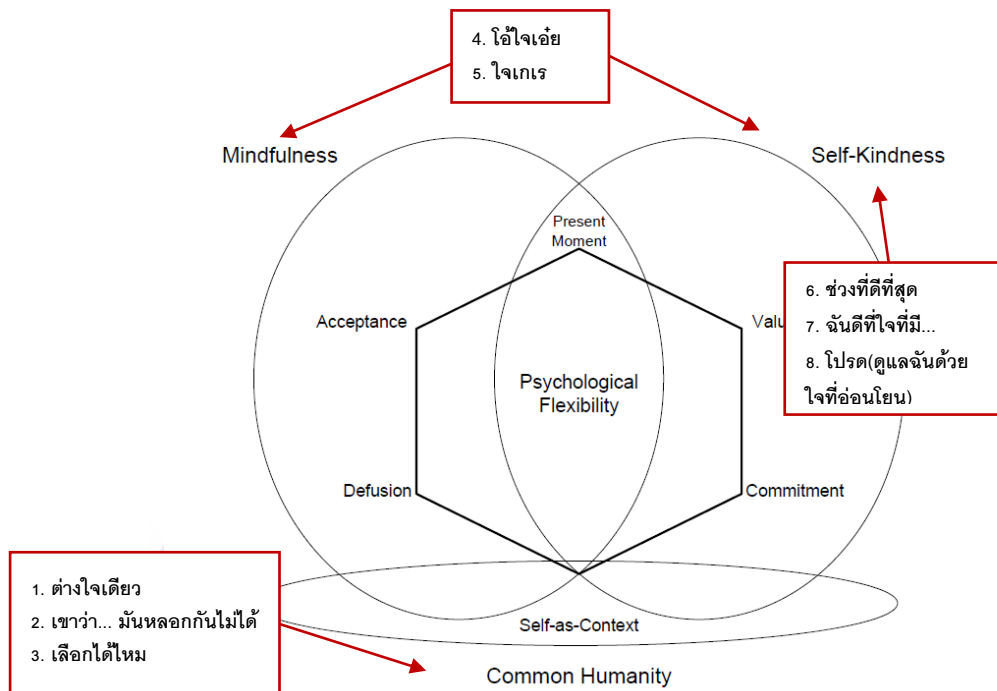 4. โอ้ใจเอ๋ย
5. ใจเกเร
Mindfulness
Self-Kindness
Present
Moment
6. ช่วงที่ดีที่สุด
7. ฉันดีที่ใจที่มี...
8. โปรด(ดูแลฉันด้วย
ใจที่อ่อนโยน)
Acceptance
Valu
Psychological
Flexibility
Defusion
Commitment
1. ต่างใจเดียว
2. เขาว่า... มันหลอกกันไม่ได้
3. เลือกได้ไหม
Self-as-Context
Common Humanity